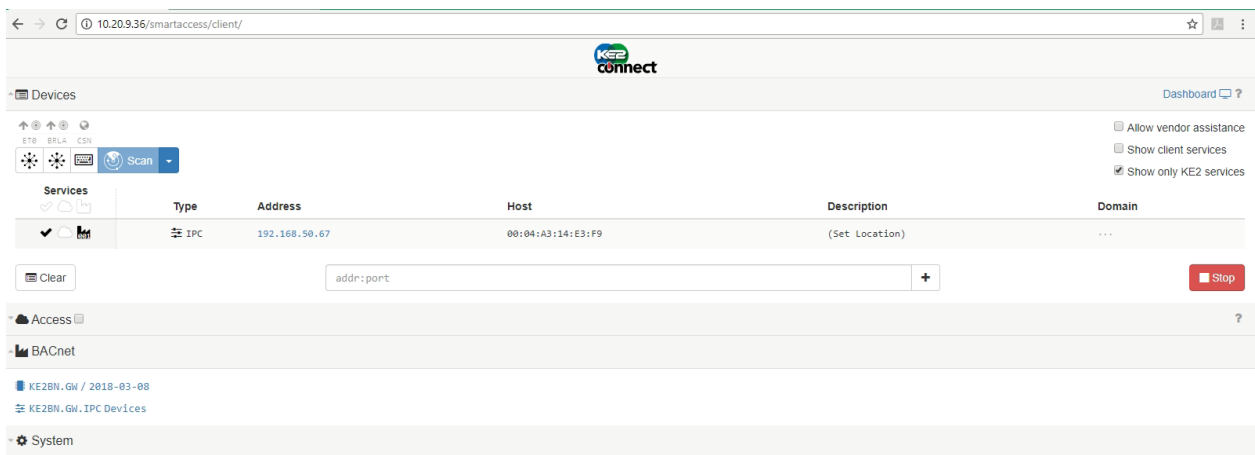 10.20.9.36/smartaccess/client/
KE2
connect
Devices
Dashboard ?
ET0 BRLA CSN
Allow vendor assistance
Show client services
Show only KE2 services
Scan
Services
Type Address Host Description Domain
001 IPC 192.168.50.67 00:04:A3:14:E3:F9 (Set Location) ...
Clear addr:port + Stop
Access ?
BACnet
KE2BN.GW / 2018-03-08
KE2BN.GW.IPC Devices
System